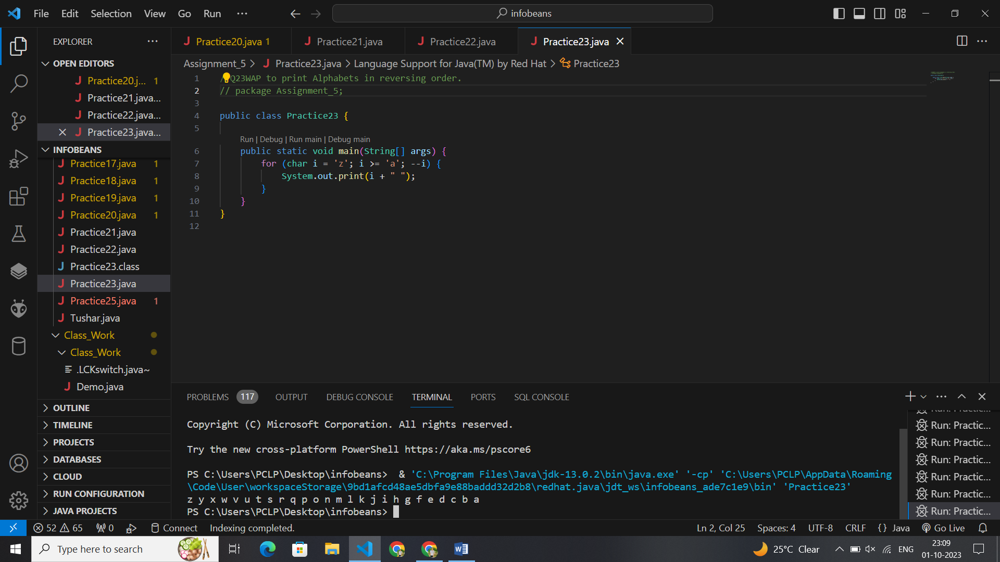 File Edit Selection View Go Run ··· infobeans
EXPLORER ···
OPEN EDITORS
Practice20.j... 1
Practice21.java...
Practice22.java...
Practice23.java...
INFOBEANS
Practice17.java 1
Practice18.java 1
Practice19.java 1
Practice20.java 1
Practice21.java
Practice22.java
Practice23.class
Practice23.java
Practice25.java 1
Tushar.java
Class_Work
Class_Work
.LCKswitch.java~
Demo.java
OUTLINE
TIMELINE
PROJECTS
DATABASES
CLOUD
RUN CONFIGURATION
JAVA PROJECTS
Practice20.java 1 Practice21.java Practice22.java Practice23.java
Assignment_5 > Practice23.java > Language Support for Java(TM) by Red Hat > Practice23
1 /Q23WAP to print Alphabets in reversing order.
2 // package Assignment_5;
3
4 public class Practice23 {
5
Run | Debug | Run main | Debug main
6 public static void main(String[] args) {
7 for (char i = 'z'; i >= 'a'; --i) {
8 System.out.print(i + " ");
9 }
10 }
11 }
12
PROBLEMS 117 OUTPUT DEBUG CONSOLE TERMINAL PORTS SQL CONSOLE
Copyright (C) Microsoft Corporation. All rights reserved.
Try the new cross-platform PowerShell https://aka.ms/pscore6
PS C:\Users\PCLP\Desktop\infobeans> & 'C:\Program Files\Java\jdk-13.0.2\bin\java.exe' '-cp' 'C:\Users\PCLP\AppData\Roaming
\Code\User\workspaceStorage\9bd1afcd48ae5dbfa9e88baddd32d2b8\redhat.java\jdt_ws\infobeans_ade7c1e9\bin' 'Practice23'
z y x w v u t s r q p o n m l k j i h g f e d c b a
PS C:\Users\PCLP\Desktop\infobeans>
Run: Practic...
Run: Practic...
Run: Practic...
Run: Practic...
Run: Practic...
Run: Practic...
52 65 0 Connect Indexing completed. Ln 2, Col 25 Spaces: 4 UTF-8 CRLF {} Java Go Live
Type here to search 25°C Clear ENG 23:09
01-10-2023